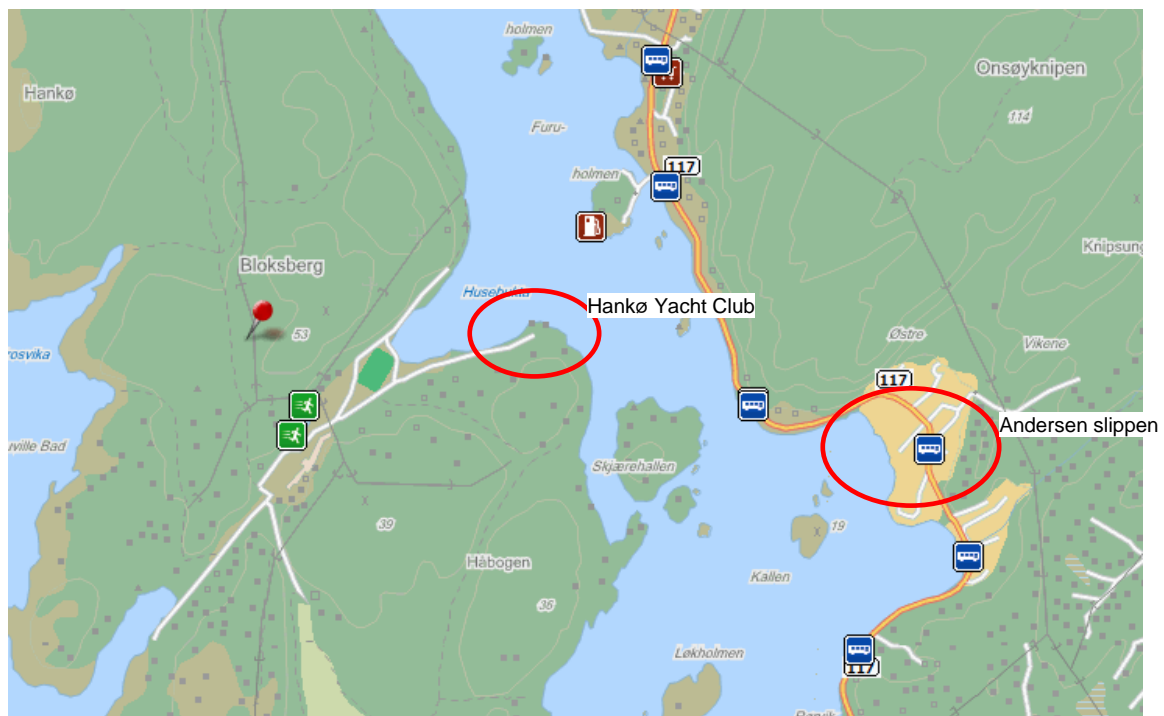 holmen
Onsøyknipen
Hankø
114
Furu-
117
holmen
Knipsung
Bloksberg
Husebukta
Hankø Yacht Club
53
Østre
Vikene
rosvika
117
Andersen slippen
uville Bad
Skjærehallen
39
19
Håbogen
Kallen
36
Løkholmen
117